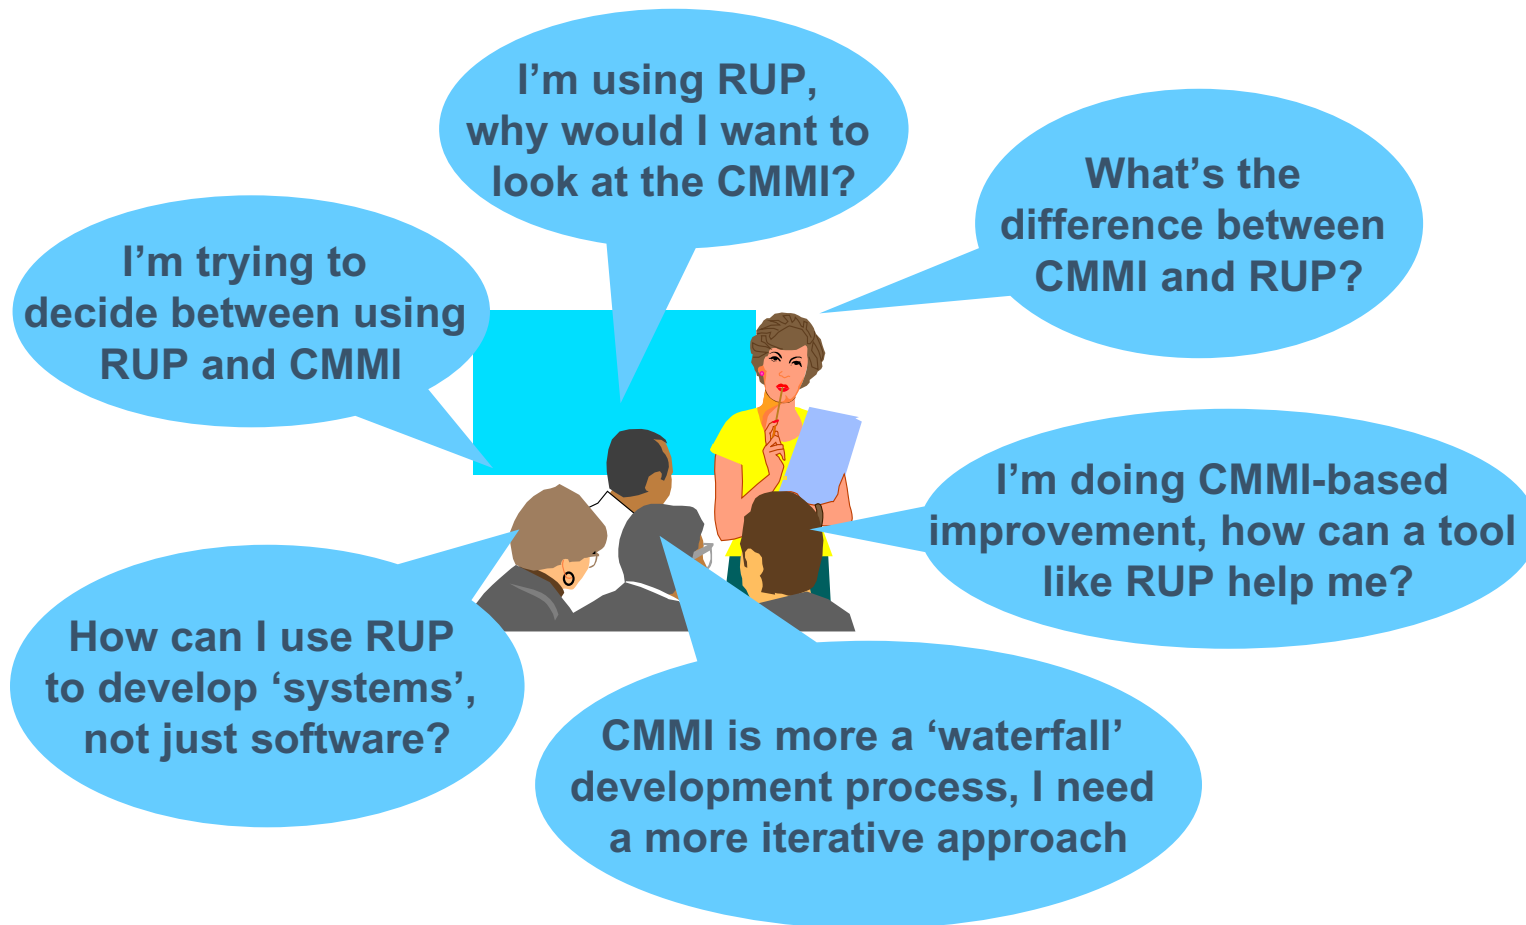 I’m using RUP,
why would I want to
look at the CMMI?
What’s the
difference between
CMMI and RUP?
I’m trying to
decide between using
RUP and CMMI
I’m doing CMMI-based
improvement, how can a tool
like RUP help me?
How can I use RUP
to develop ‘systems’,
not just software?
CMMI is more a ‘waterfall’
development process, I need
a more iterative approach